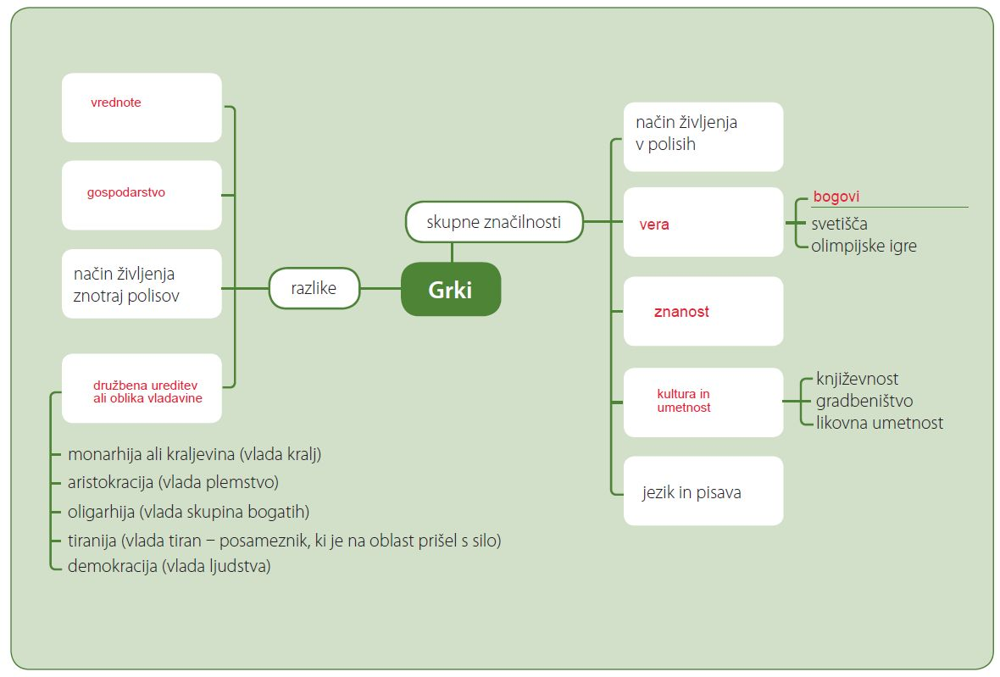 vrednote
gospodarstvo
način življenja
znotraj polisov
družbena ureditev
ali oblika vladavine
monarhija ali kraljevina (vlada kralj)
aristokracija (vlada plemstvo)
oligarhija (vlada skupina bogatih)
tiranija (vlada tiran – posameznik, ki je na oblast prišel s silo)
demokracija (vlada ljudstva)
razlike
Grki
skupne značilnosti
način življenja
v polisih
vera
bogovi
svetišča
olimpijske igre
znanost
kultura in
umetnost
književnost
gradbeništvo
likovna umetnost
jezik in pisava